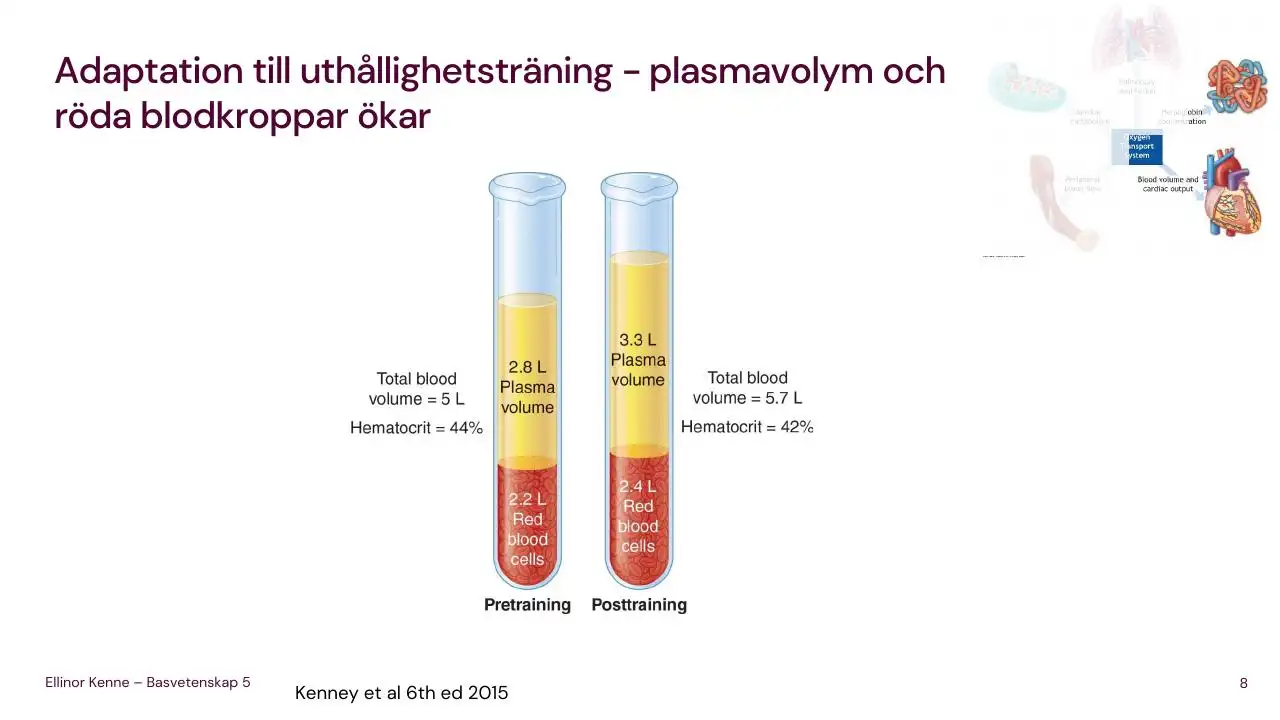 Adaptation till uthållighetsträning - plasmavolym och
röda blodkroppar ökar
Oxygen
Transport
System
Blood volume and
cardiac output
2.8 L
Plasma
volume
3.3 L
Plasma
volume
Total blood
volume = 5 L
Hematocrit = 44%
Total blood
volume = 5.7 L
Hematocrit = 42%
2.2 L
Red
blood
cells
2.4 L
Red
blood
cells
Pretraining
Posttraining
Ellinor Kenne – Basvetenskap 5
Kenney et al 6th ed 2015
8